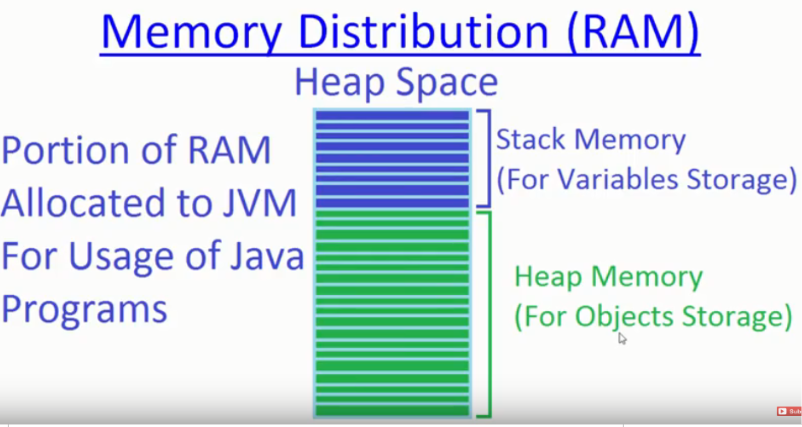 Memory Distribution (RAM)
Heap Space
Portion of RAM
Allocated to JVM
For Usage of Java
Programs
Stack Memory
(For Variables Storage)
Heap Memory
(For Objects Storage)